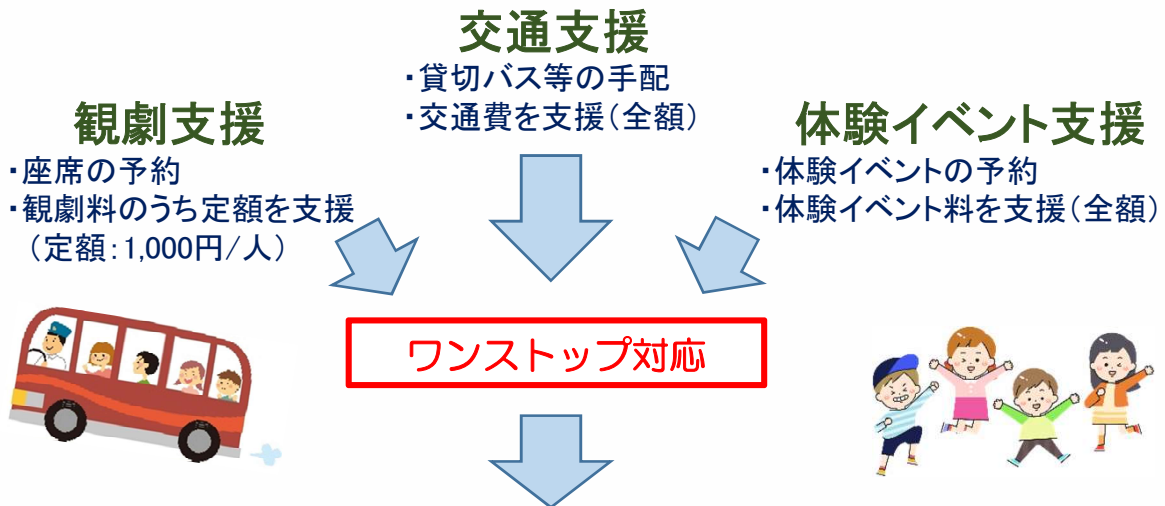 交通支援
・貸切バス等の手配
・交通費を支援(全額)
観劇支援
・座席の予約
・観劇料のうち定額を支援
(定額:1,000円/人)
体験イベント支援
・体験イベントの予約
・体験イベント料を支援(全額)
ワンストップ対応